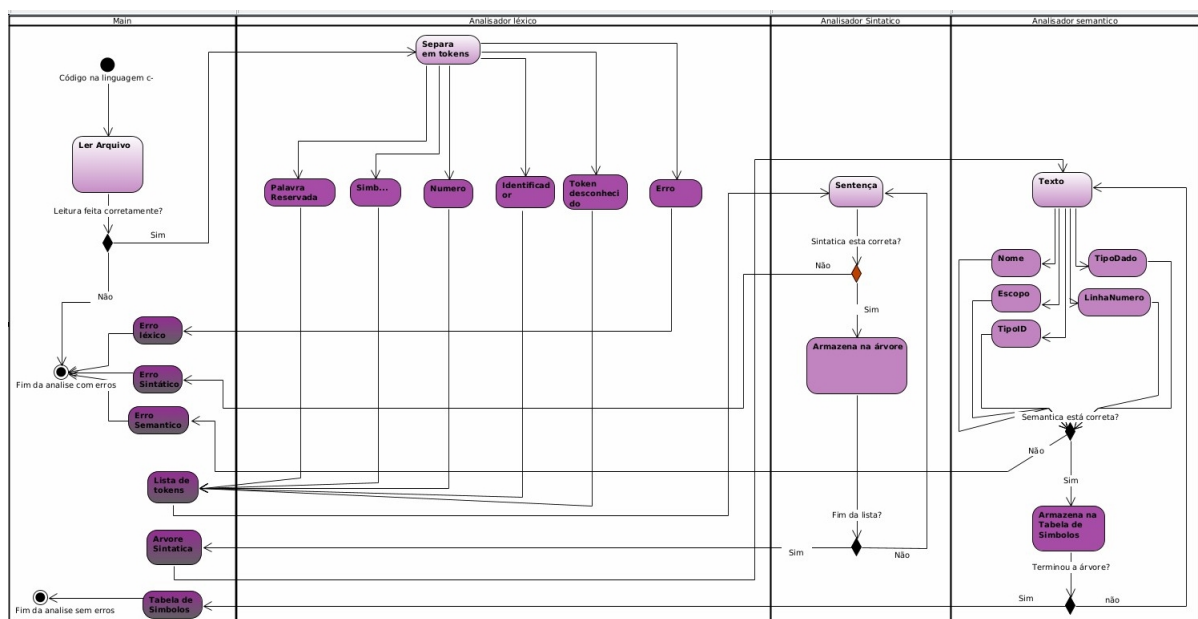 Main
Analisador léxico
Analisador Sintatico
Analisador semantico
Código na linguagem c-
Ler Arquivo
Leitura feita corretamente?
Sim
Não
Erro
léxico
Fim da analise com erros
Erro
Sintático
Erro
Semantico
Lista de
tokens
Arvore
Sintatica
Tabela de
Simbolos
Fim da analise sem erros
Separa
em tokens
Palavra
Reservada
Simb...
Numero
Identificad
or
Token
desconheci
do
Erro
Sentença
Sintatica esta correta?
Não
Sim
Armazena na árvore
Fim da lista?
Sim
Não
Texto
Nome
TipoDado
Escopo
LinhaNumero
TipoID
Semantica está correta?
Não
Sim
Armazena na
Tabela de
Simbolos
Terminou a árvore?
Sim
não